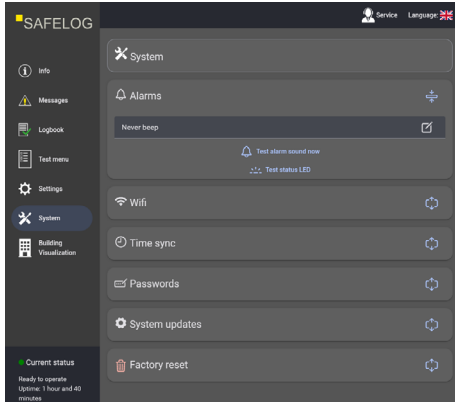 SAFELOG
Service
Language:
Info
Messages
Logbook
Test menu
Settings
System
Building
Visualization
Current status
Ready to operate
Uptime: 1 hour and 40
minutes
System
Alarms
Never beep
Test alarm sound now
Test status LED
Wifi
Time sync
Passwords
System updates
Factory reset